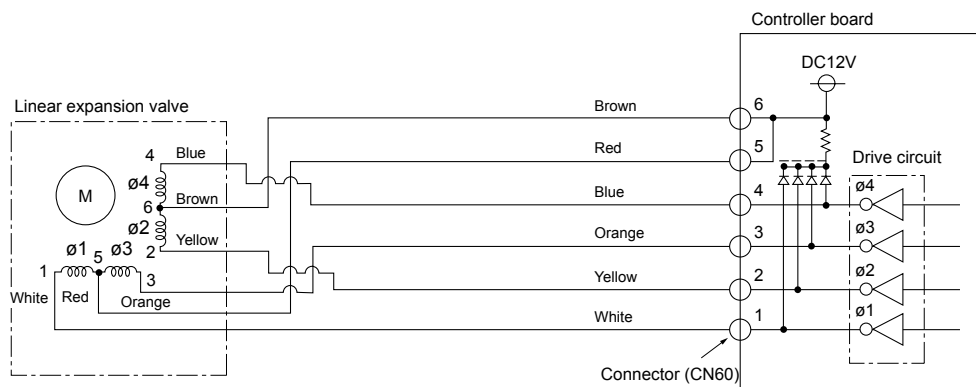 Controller board
DC12V
Linear expansion valve
Brown
6
4
Blue
Red
5
Drive circuit
ø4
M
6
Brown
Blue
4
ø4
ø2
Orange
3
ø3
ø1
5
ø3
2
Yellow
Yellow
2
ø2
1
3
White
Red
Orange
White
1
ø1
Connector (CN60)